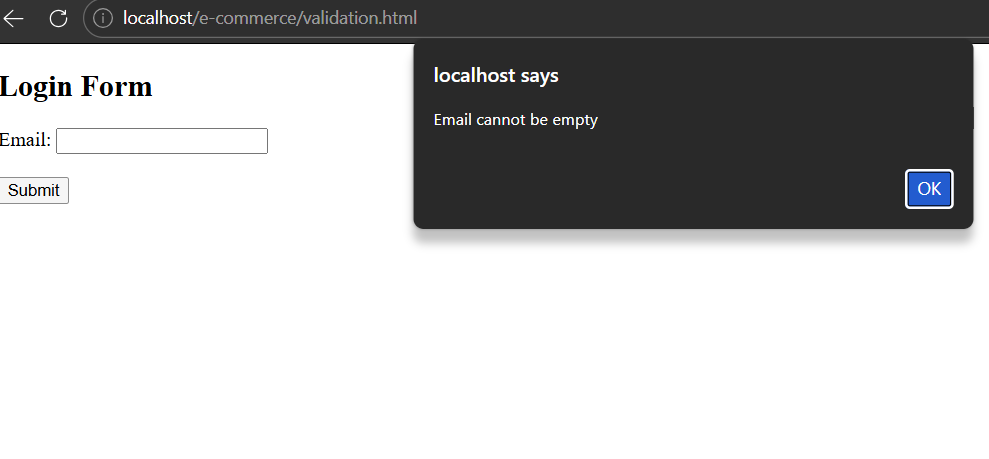 localhost/e-commerce/validation.html
localhost says
Email cannot be empty
OK
Login Form
Email:
Submit